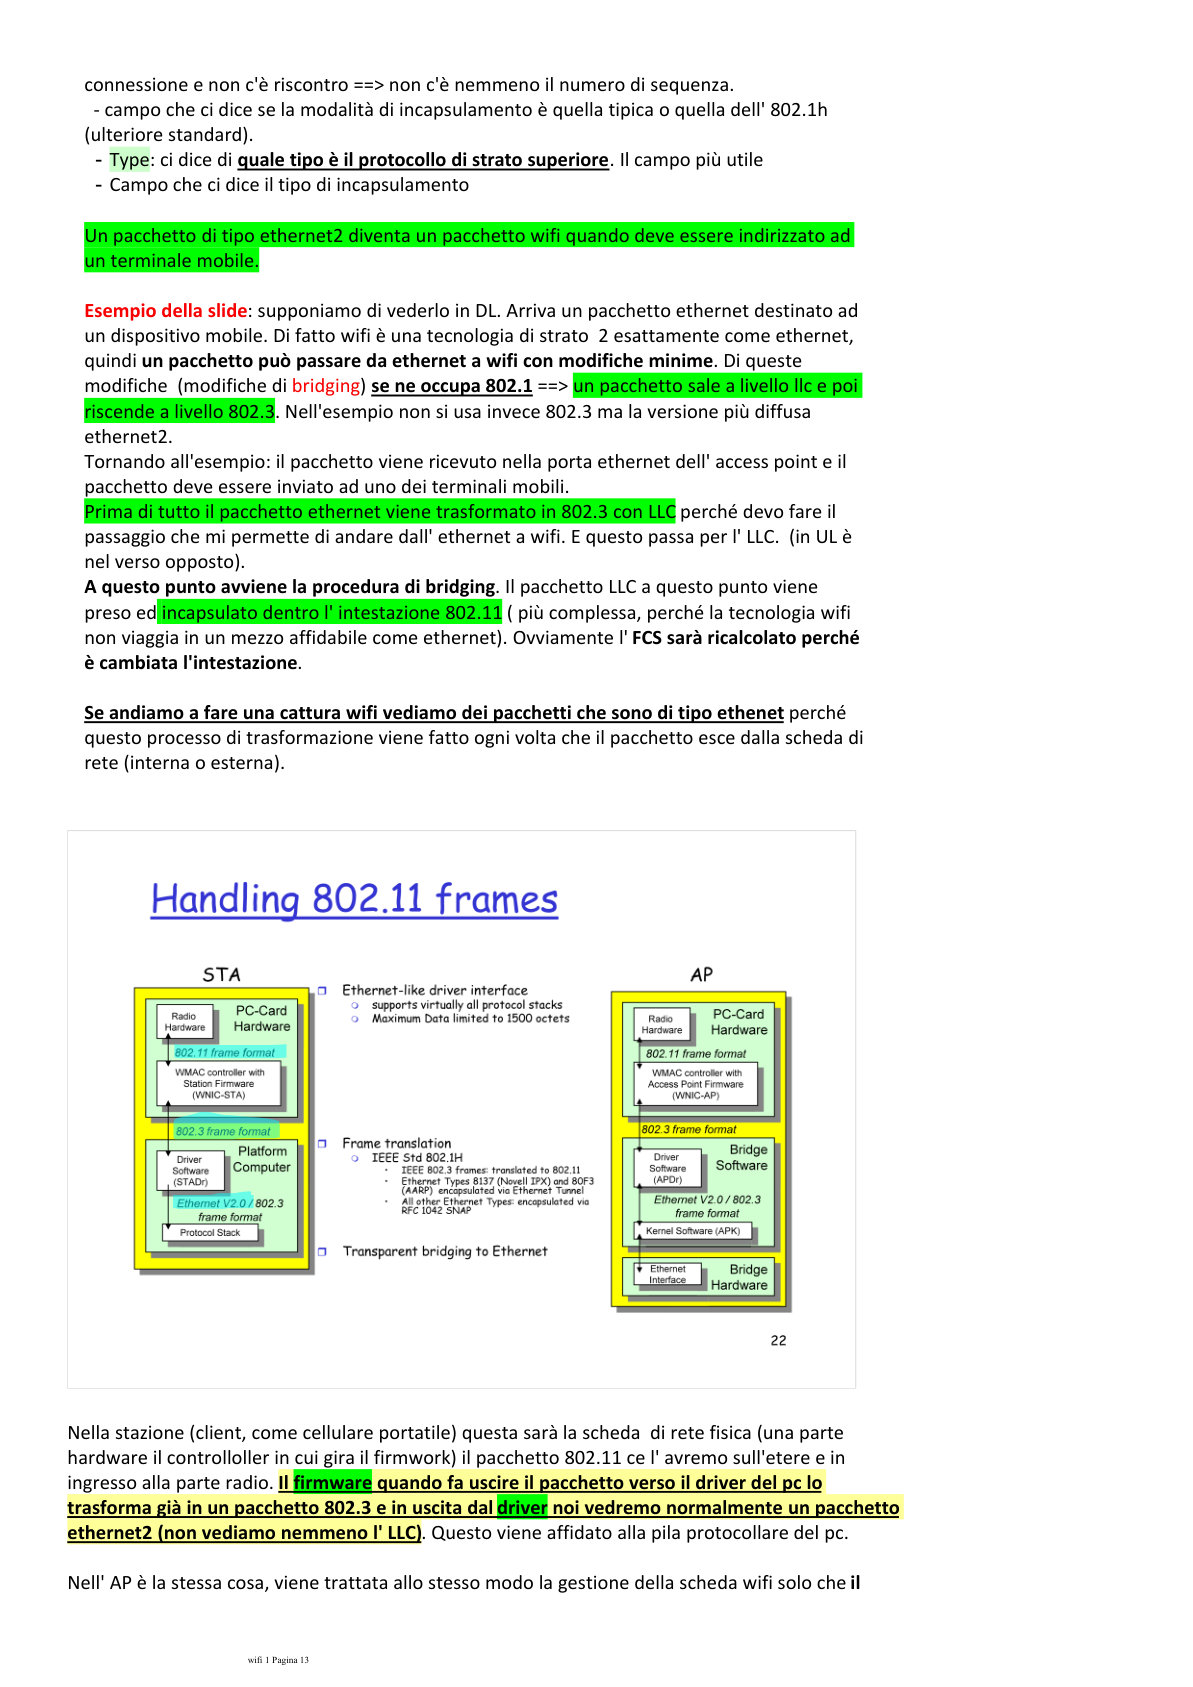 connessione e non c'è riscontro ==> non c'è nemmeno il numero di sequenza.
- campo che ci dice se la modalità di incapsulamento è quella tipica o quella dell' 802.1h
(ulteriore standard).
- Type: ci dice di quale tipo è il protocollo di strato superiore. Il campo più utile
- Campo che ci dice il tipo di incapsulamento
Un pacchetto di tipo ethernet2 diventa un pacchetto wifi quando deve essere indirizzato ad
un terminale mobile.
Esempio della slide: supponiamo di vederlo in DL. Arriva un pacchetto ethernet destinato ad
un dispositivo mobile. Di fatto wifi è una tecnologia di strato  2 esattamente come ethernet,
quindi un pacchetto può passare da ethernet a wifi con modifiche minime. Di queste
modifiche  (modifiche di bridging) se ne occupa 802.1 ==> un pacchetto sale a livello llc e poi
riscende a livello 802.3. Nell'esempio non si usa invece 802.3 ma la versione più diffusa
ethernet2.
Tornando all'esempio: il pacchetto viene ricevuto nella porta ethernet dell' access point e il
pacchetto deve essere inviato ad uno dei terminali mobili.
Prima di tutto il pacchetto ethernet viene trasformato in 802.3 con LLC perché devo fare il
passaggio che mi permette di andare dall' ethernet a wifi. E questo passa per l' LLC.  (in UL è
nel verso opposto).
A questo punto avviene la procedura di bridging. Il pacchetto LLC a questo punto viene
preso ed incapsulato dentro l' intestazione 802.11 ( più complessa, perché la tecnologia wifi
non viaggia in un mezzo affidabile come ethernet). Ovviamente l' FCS sarà ricalcolato perché
è cambiata l'intestazione.
Se andiamo a fare una cattura wifi vediamo dei pacchetti che sono di tipo ethenet perché
questo processo di trasformazione viene fatto ogni volta che il pacchetto esce dalla scheda di
rete (interna o esterna).
Handling 802.11 frames
STA
PC-Card
Hardware
Radio
Hardware
802.11 frame format
WMAC controller with
Station Firmware
(WNIC-STA)
802.3 frame format
Platform
Computer
Driver
Software
(STADr)
Ethernet V2.0 / 802.3
frame format
Protocol Stack
Ethernet-like driver interface
supports virtually all protocol stacks
Maximum Data limited to 1500 octets
Frame translation
IEEE Std 802.1H
IEEE 802.3 frames: translated to 802.11
Ethernet Types 8137 (Novell IPX) and 80F3
(AARP) encapsulated via Ethernet Tunnel
All other Ethernet Types: encapsulated via
RFC 1042 SNAP
Transparent bridging to Ethernet
AP
PC-Card
Hardware
Radio
Hardware
802.11 frame format
WMAC controller with
Access Point Firmware
(WNIC-AP)
802.3 frame format
Bridge
Software
Driver
Software
(APDr)
Ethernet V2.0 / 802.3
frame format
Kernel Software (APK)
Ethernet
Interface
Bridge
Hardware
22
Nella stazione (client, come cellulare portatile) questa sarà la scheda  di rete fisica (una parte
hardware il controlloller in cui gira il firmwork) il pacchetto 802.11 ce l' avremo sull'etere e in
ingresso alla parte radio. Il firmware quando fa uscire il pacchetto verso il driver del pc lo
trasforma già in un pacchetto 802.3 e in uscita dal driver noi vedremo normalmente un pacchetto
ethernet2 (non vediamo nemmeno l' LLC). Questo viene affidato alla pila protocollare del pc.
Nell' AP è la stessa cosa, viene trattata allo stesso modo la gestione della scheda wifi solo che il
wifi 1 Pagina 13